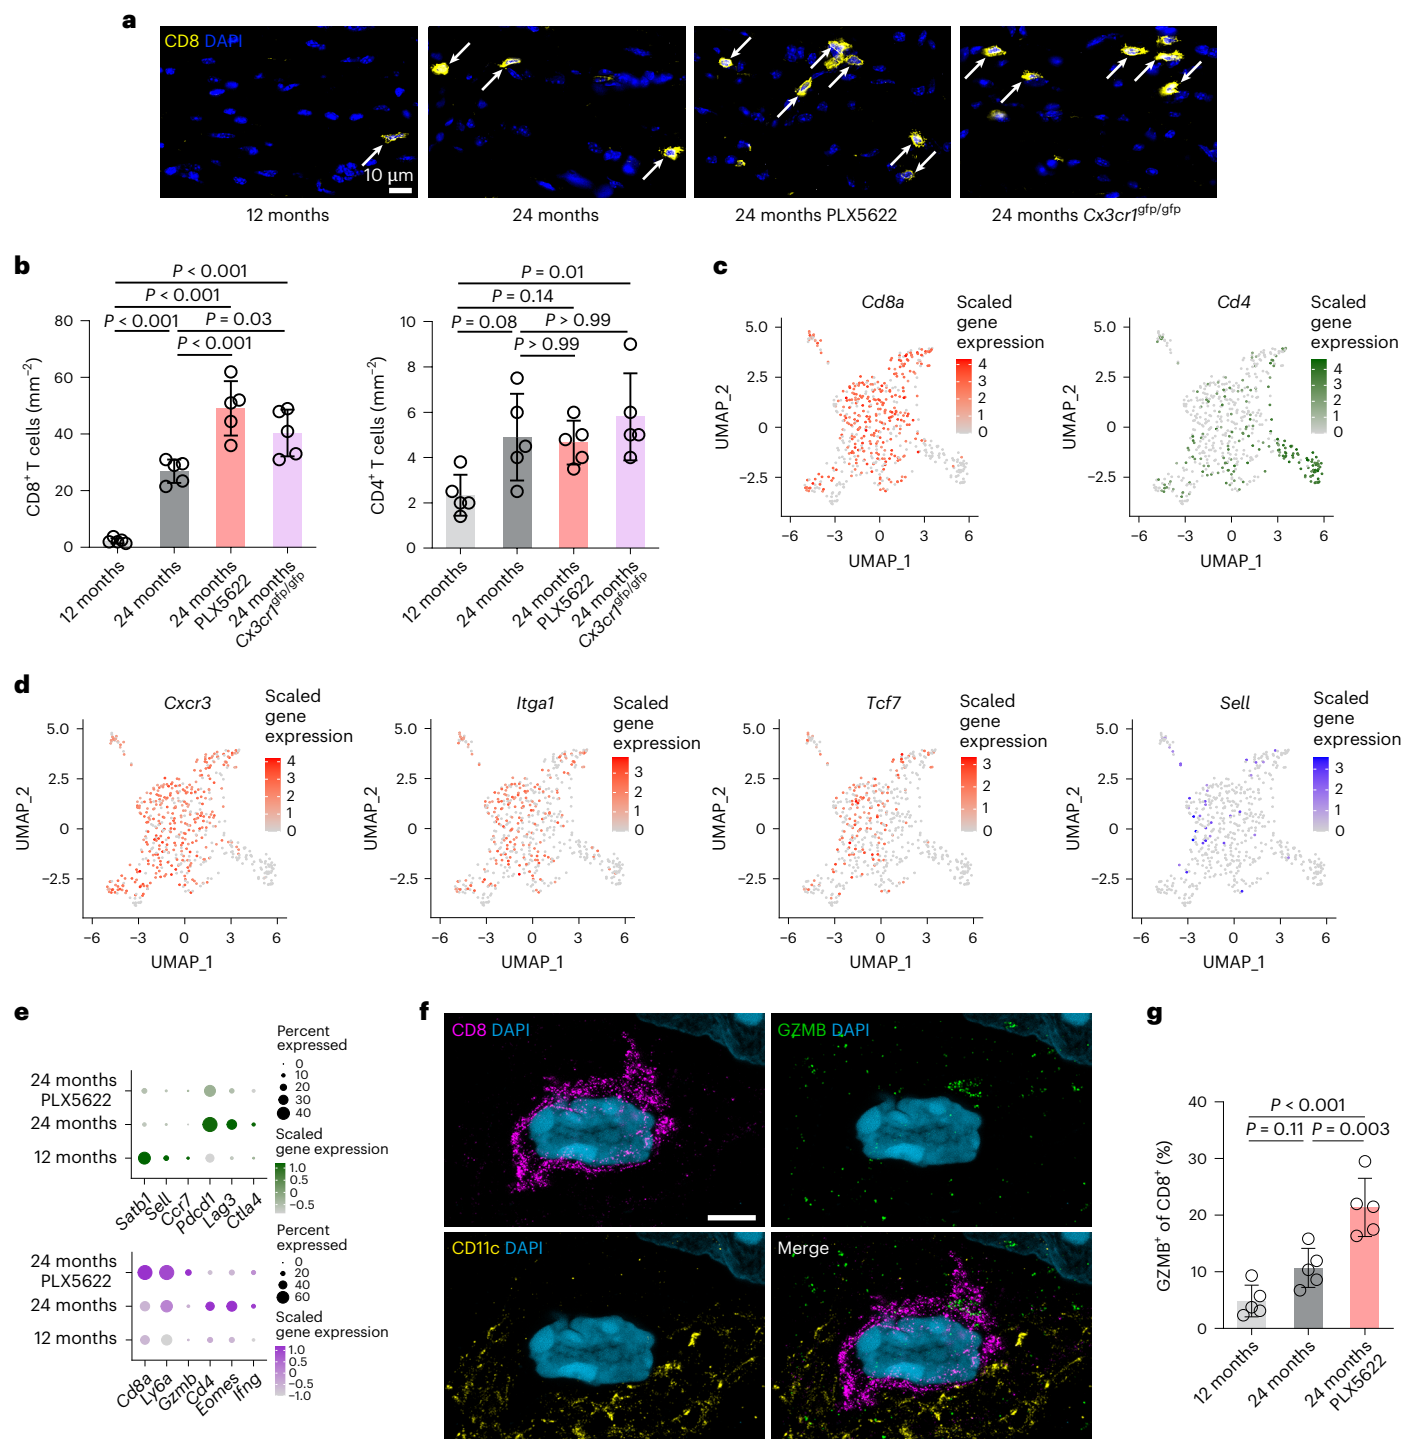 a
CD8 DAPI
10 µm
12 months
24 months
24 months PLX5622
24 months Cx3cr1gfp/gfp
b
P < 0.001
P < 0.001
P < 0.001
P = 0.03
P < 0.001
CD8+ T cells (mm−2)
80
60
40
20
0
12 months
24 months
24 months
PLX5622
24 months
Cx3cr1gfp/gfp
P = 0.01
P = 0.14
P = 0.08
P > 0.99
P > 0.99
CD4+ T cells (mm−2)
10
8
6
4
2
0
12 months
24 months
24 months
PLX5622
24 months
Cx3cr1gfp/gfp
c
Cd8a
Scaled
gene
expression
4
3
2
1
0
UMAP_2
5.0
2.5
0
−2.5
−6 −3 0 3 6
UMAP_1
Cd4
Scaled
gene
expression
4
3
2
1
0
UMAP_2
5.0
2.5
0
−2.5
−6 −3 0 3 6
UMAP_1
d
Cxcr3
Scaled
gene
expression
4
3
2
1
0
UMAP_2
5.0
2.5
0
−2.5
−6 −3 0 3 6
UMAP_1
Itga1
Scaled
gene
expression
3
2
1
0
UMAP_2
5.0
2.5
0
−2.5
−6 −3 0 3 6
UMAP_1
Tcf7
Scaled
gene
expression
3
2
1
0
UMAP_2
5.0
2.5
0
−2.5
−6 −3 0 3 6
UMAP_1
Sell
Scaled
gene
expression
3
2
1
0
UMAP_2
5.0
2.5
0
−2.5
−6 −3 0 3 6
UMAP_1
e
24 months
PLX5622
24 months
12 months
Satb1 Sell Ccr7 Pdcd1 Lag3 Ctla4
Percent
expressed
0
10
20
30
40
Scaled
gene expression
1.0
0.5
0
−0.5
24 months
PLX5622
24 months
12 months
Cd8a Ly6a Gzmb Cd4 Eomes Ifng
Percent
expressed
0
20
40
60
Scaled
gene expression
1.0
0.5
0
−0.5
−1.0
f
CD8 DAPI
GZMB DAPI
CD11c DAPI
Merge
g
P < 0.001
P = 0.11
P = 0.003
GZMB+ of CD8+ (%)
40
30
20
10
0
12 months
24 months
24 months
PLX5622